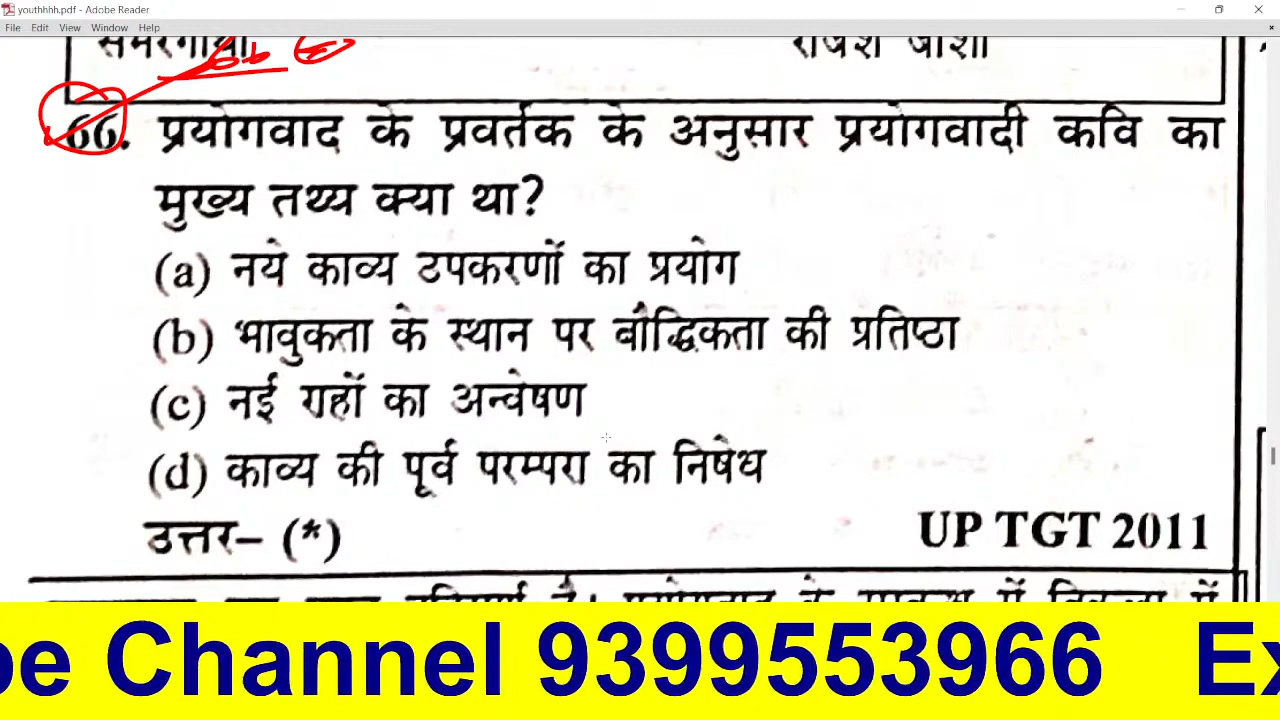 youthhhh.pdf - Adobe Reader
File Edit View Window Help
समरगाथा राजेश जोशी
66. प्रयोगवाद के प्रवर्तक के अनुसार प्रयोगवादी कवि का
मुख्य तथ्य क्या था?
(a) नये काव्य उपकरणों का प्रयोग
(b) भावुकता के स्थान पर बौद्धिकता की प्रतिष्ठा
(c) नई राहों का अन्वेषण
(d) काव्य की पूर्व परम्परा का निषेध
उत्तर– (*) UP TGT 2011
be Channel 9399553966 Ex